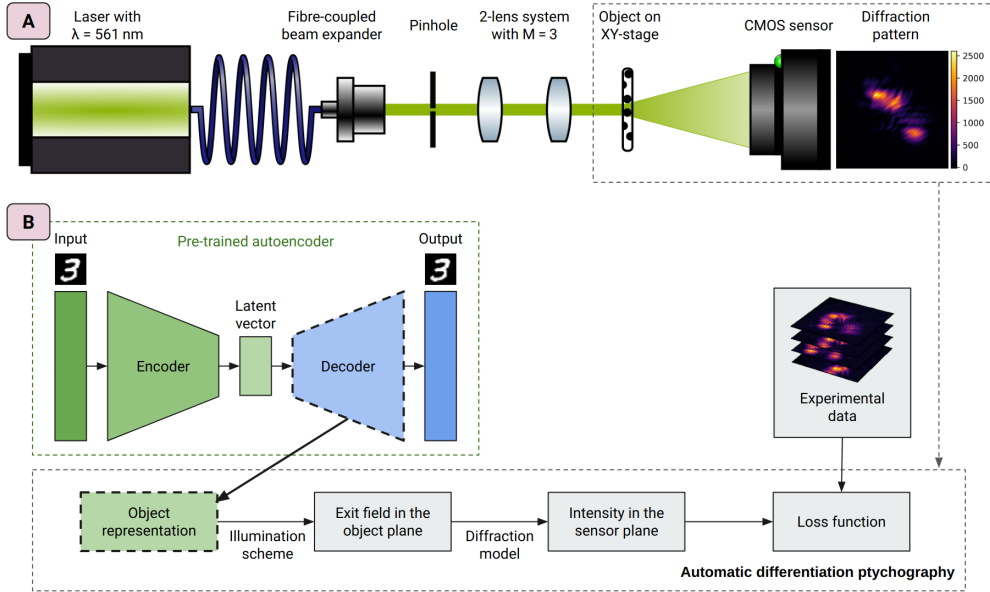 A
Laser with
λ = 561 nm
Fibre-coupled
beam expander
Pinhole
2-lens system
with M = 3
Object on
XY-stage
CMOS sensor
Diffraction
pattern
2500
2000
1500
1000
500
0
B
Pre-trained autoencoder
Input
Output
3
3
Latent
vector
Encoder
Decoder
Experimental
data
Object
representation
Illumination
scheme
Exit field in the
object plane
Diffraction
model
Intensity in the
sensor plane
Loss function
Automatic differentiation ptychography